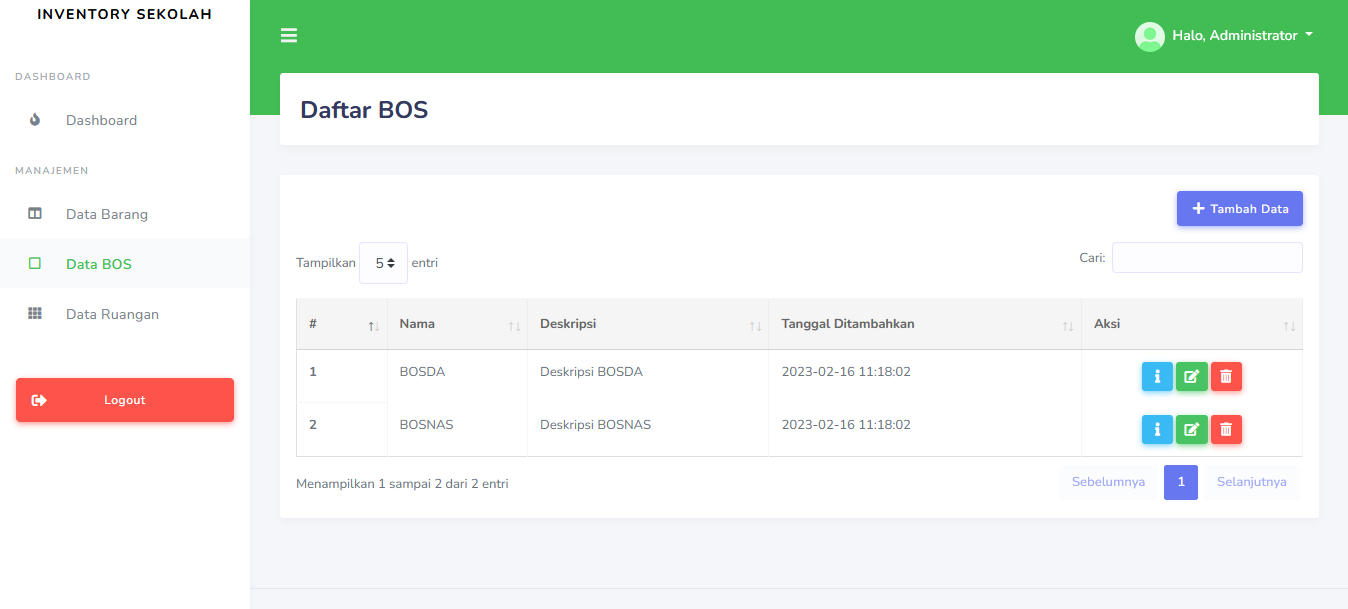 INVENTORY SEKOLAH
Halo, Administrator
DASHBOARD
Dashboard
MANAJEMEN
Data Barang
Data BOS
Data Ruangan
Logout
Daftar BOS
Tambah Data
Tampilkan 5 entri
Cari:
# Nama Deskripsi Tanggal Ditambahkan Aksi
1 BOSDA Deskripsi BOSDA 2023-02-16 11:18:02
2 BOSNAS Deskripsi BOSNAS 2023-02-16 11:18:02
Menampilkan 1 sampai 2 dari 2 entri
Sebelumnya 1 Selanjutnya